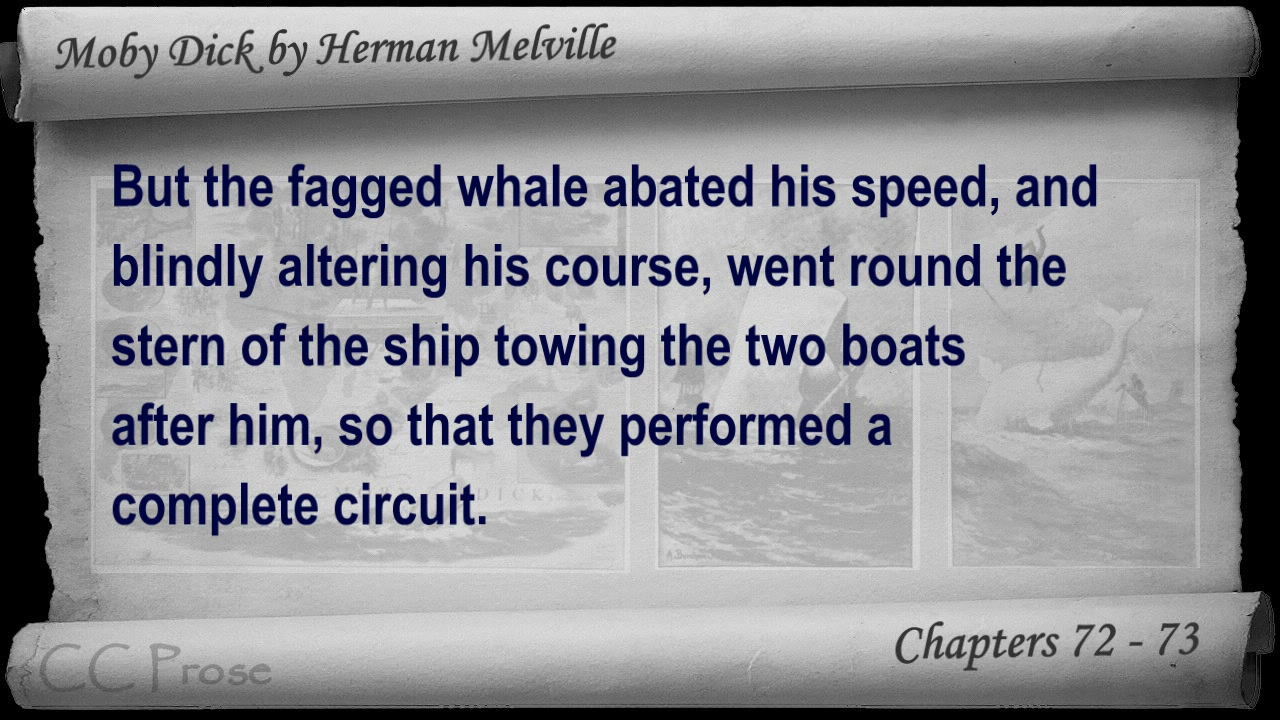 Moby Dick by Herman Melville
But the fagged whale abated his speed, and
blindly altering his course, went round the
stern of the ship towing the two boats
after him, so that they performed a
complete circuit.
DICK
Chapters 72 - 73
CC Prose